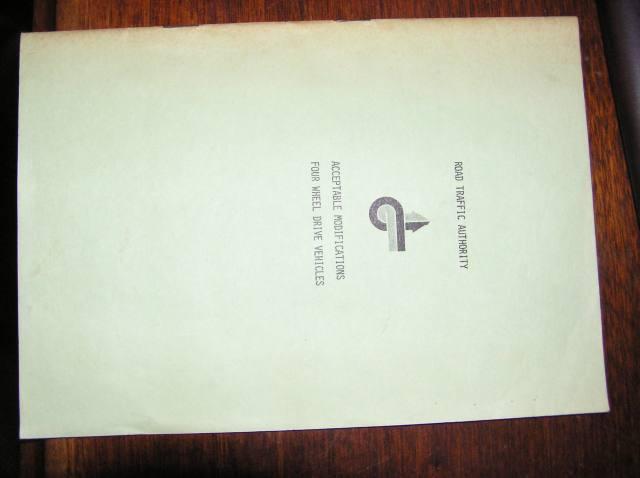 ROAD TRAFFIC AUTHORITY
ACCEPTABLE MODIFICATIONS
FOUR WHEEL DRIVE VEHICLES